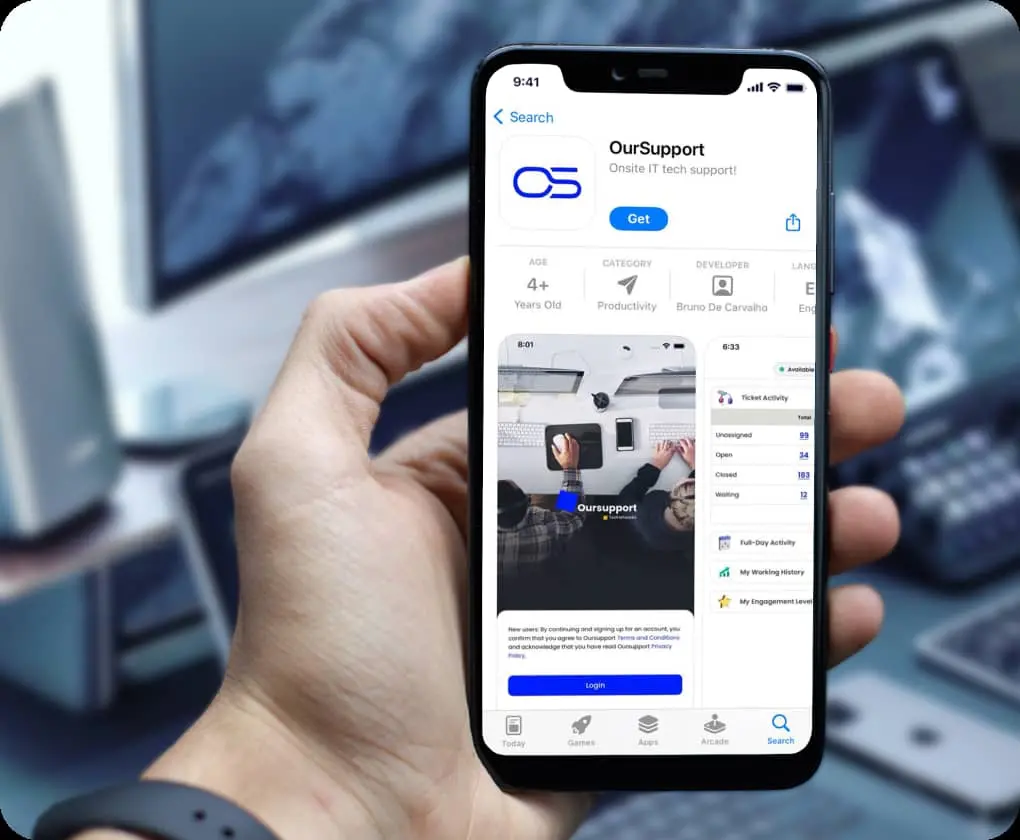 9:41
Search
OS
OurSupport
Onsite IT tech support!
Get
AGE
CATEGORY
DEVELOPER
LANG
4+
E
Years Old
Productivity
Bruno De Carvalho
Eng
8:01
Oursupport
New users: By continuing and signing up for an account, you
confirm that you agree to Oursupport Terms and Conditions
and acknowledge that you have read Oursupport Privacy
Policy.
Login
6:33
Available
Ticket Activity
Total
Unassigned 99
Open 34
Closed 183
Waiting 12
Full-Day Activity
My Working History
My Engagement Level
Today
Games
Apps
Arcade
Search